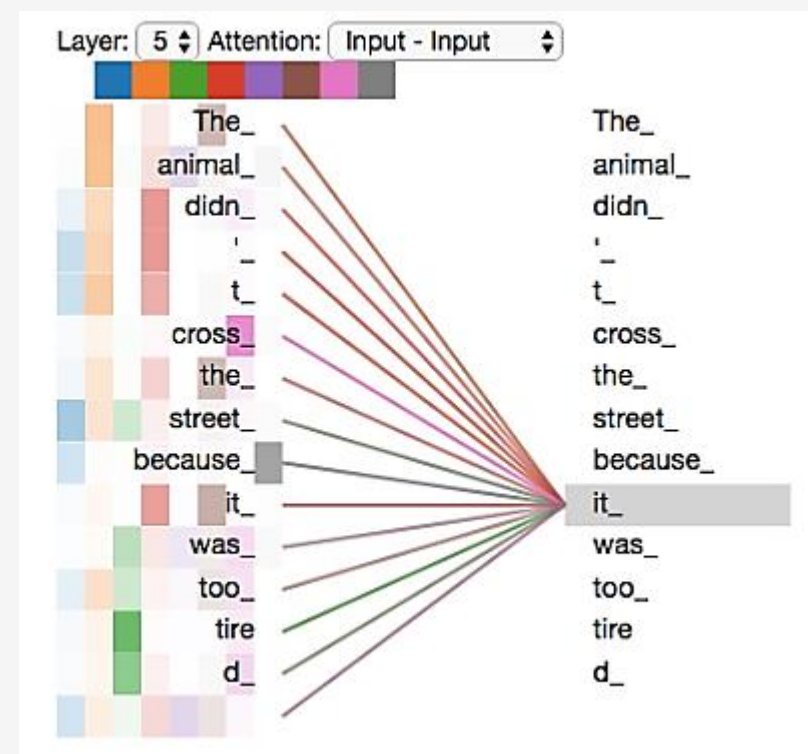 Layer: 5 Attention: Input - Input
The_ The_
animal_ animal_
didn_ didn_
'_ '_
t_ t_
cross_ cross_
the_ the_
street_ street_
because_ because_
it_ it_
was_ was_
too_ too_
tire tire
d_ d_